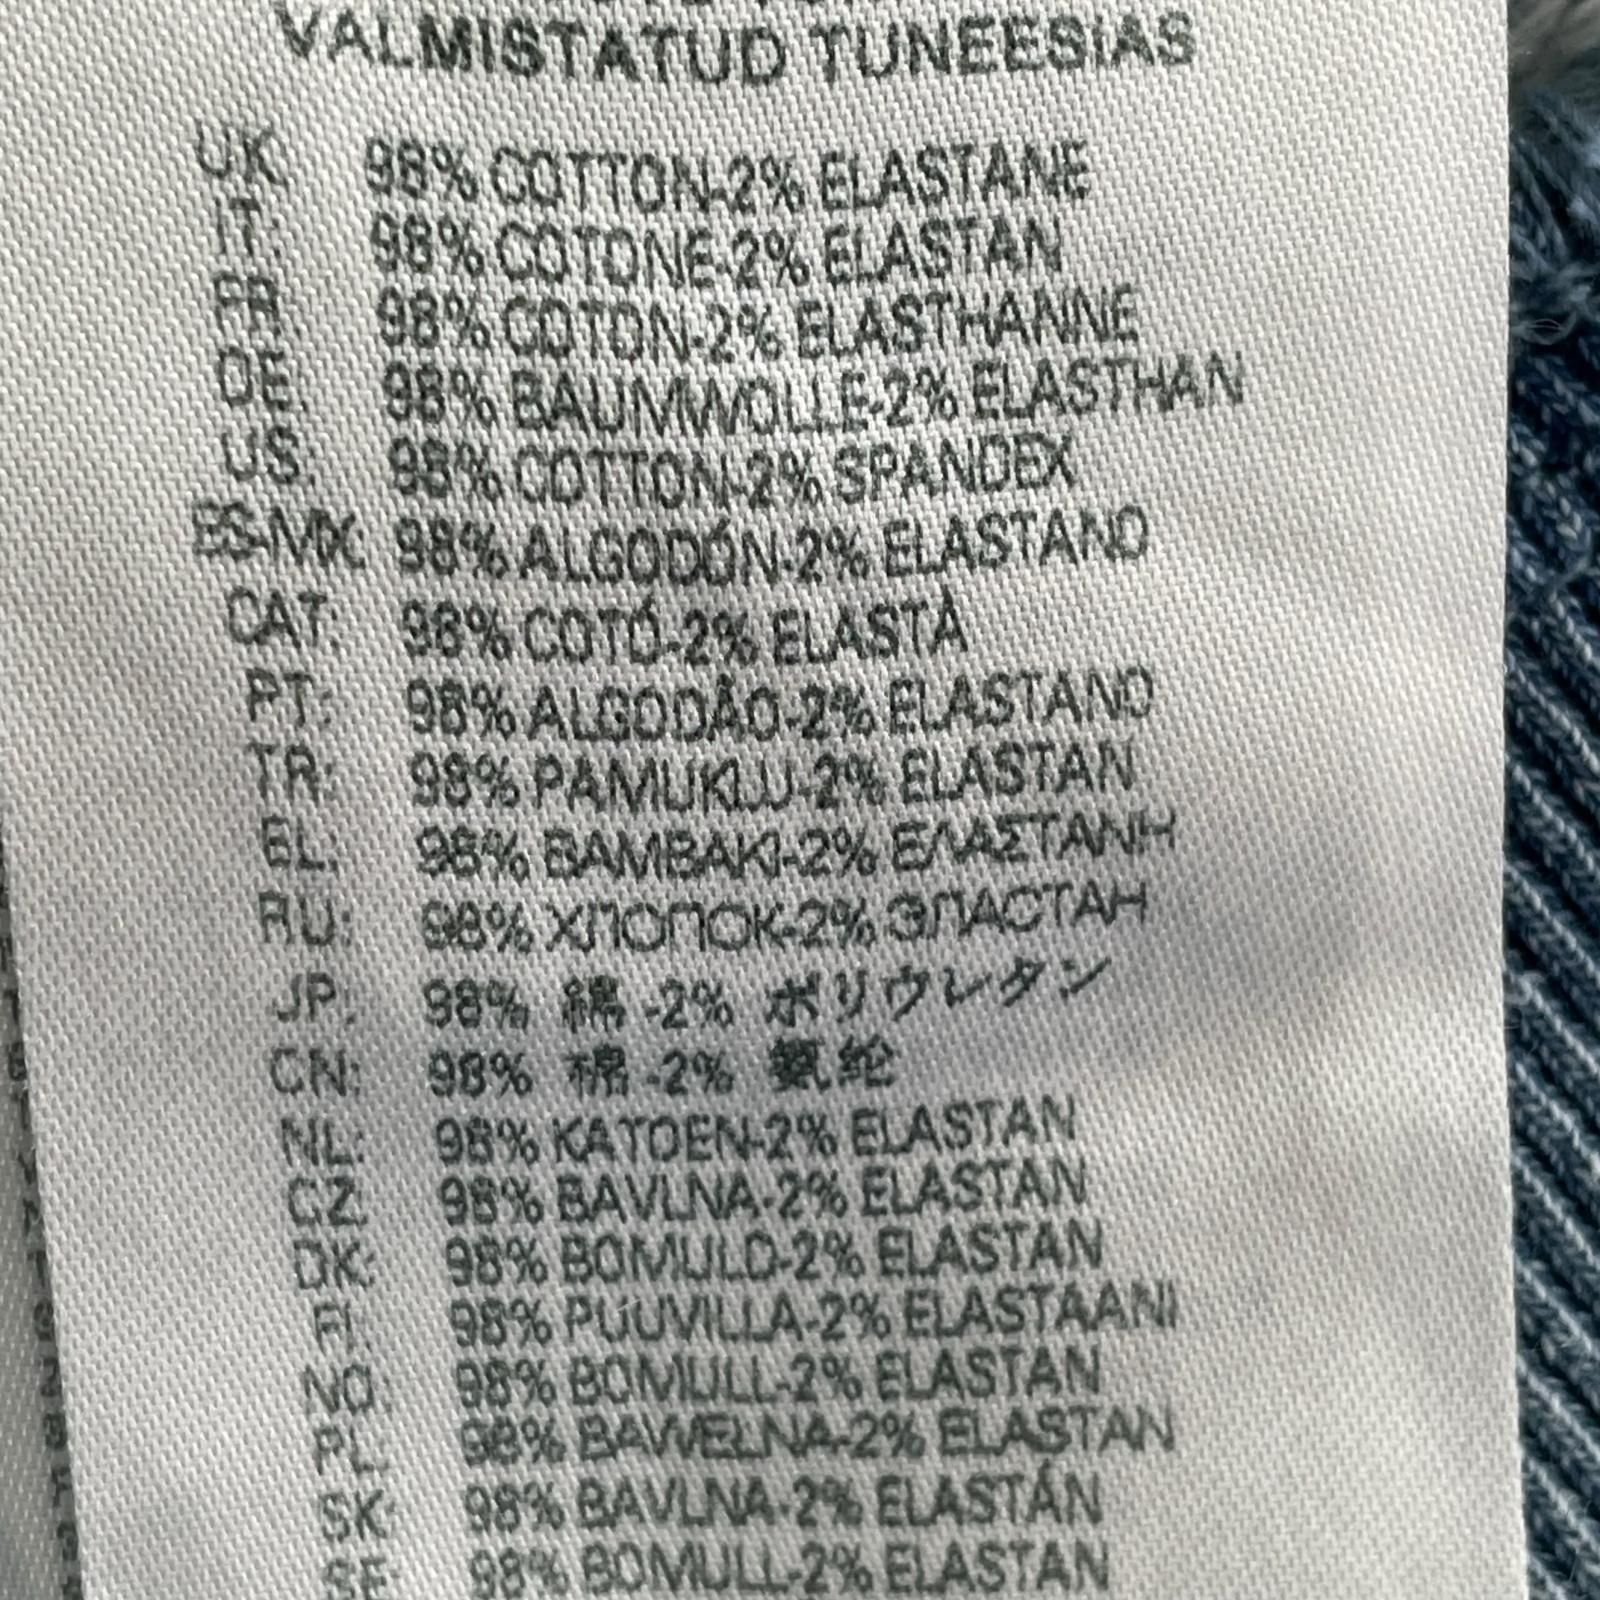 VALMISTATUD TUNEESIAS
UK: 98% COTTON-2% ELASTANE
IT: 98% COTONE-2% ELASTAN
FR: 98% COTON-2% ELASTHANNE
DE: 98% BAUMWOLLE-2% ELASTHAN
US: 98% COTTON-2% SPANDEX
ES-MX: 98% ALGODÓN-2% ELASTANO
CAT: 98% COTÓ-2% ELASTÀ
PT: 98% ALGODÃO-2% ELASTANO
TR: 98% PAMUKLU-2% ELASTAN
EL: 98% ΒΑΜΒΑΚΙ-2% ΕΛΑΣΤΑΝΗ
RU: 98% ХЛОПОК-2% ЭЛАСТАН
JP: 98% 綿 -2% ポリウレタン
CN: 98% 棉 -2% 氨纶
NL: 98% KATOEN-2% ELASTAN
CZ: 98% BAVLNA-2% ELASTAN
DK: 98% BOMULD-2% ELASTAN
FI: 98% PUUVILLA-2% ELASTAANI
NO: 98% BOMULL-2% ELASTAN
PL: 98% BAWEŁNA-2% ELASTAN
SK: 98% BAVLNA-2% ELASTÁN
SE: 98% BOMULL-2% ELASTAN